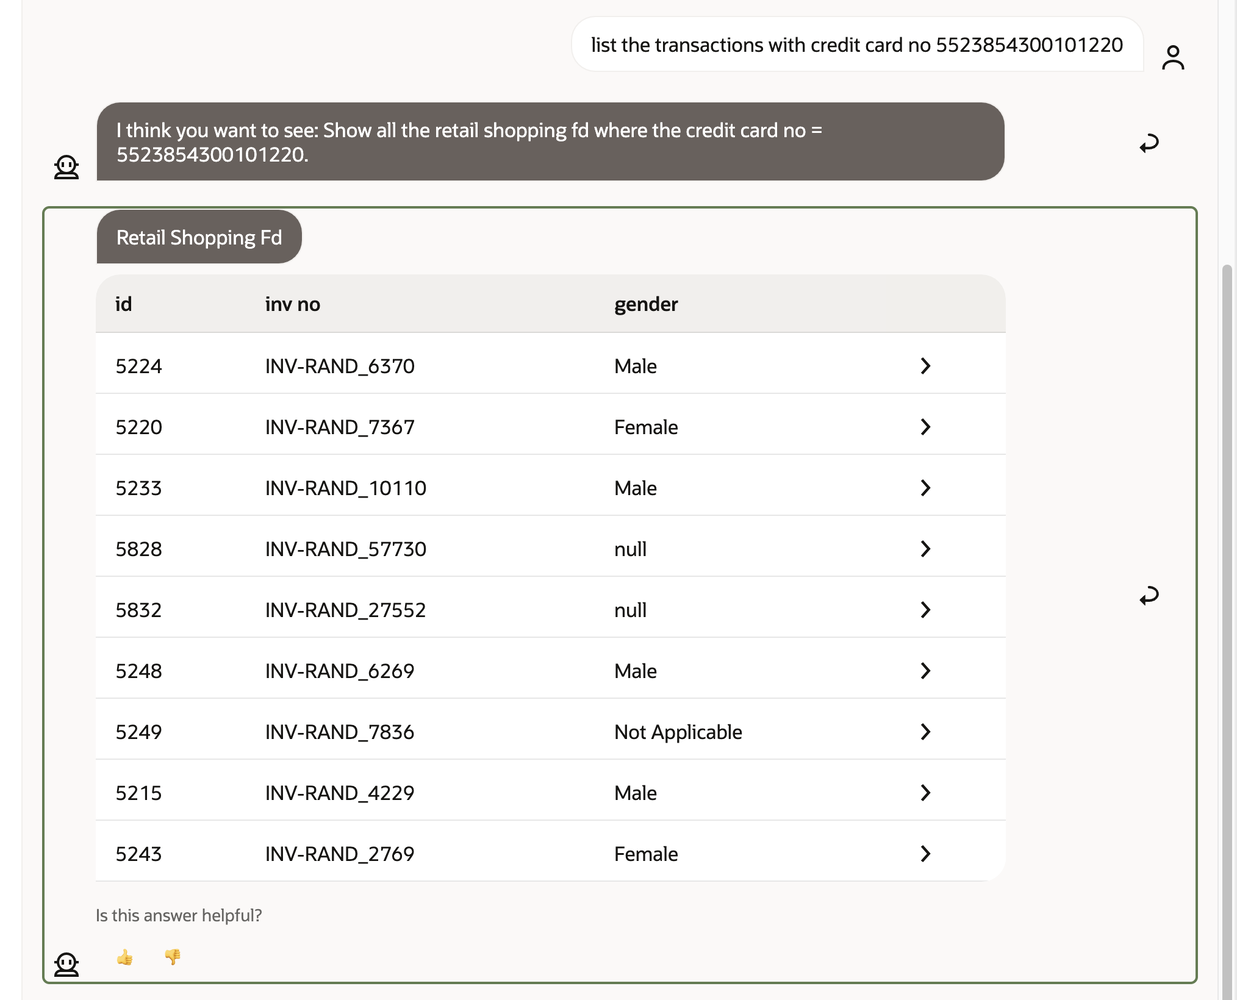 list the transactions with credit card no 5523854300101220
I think you want to see: Show all the retail shopping fd where the credit card no =
5523854300101220.
Retail Shopping Fd
id inv no gender
5224 INV-RAND_6370 Male
5220 INV-RAND_7367 Female
5233 INV-RAND_10110 Male
5828 INV-RAND_57730 null
5832 INV-RAND_27552 null
5248 INV-RAND_6269 Male
5249 INV-RAND_7836 Not Applicable
5215 INV-RAND_4229 Male
5243 INV-RAND_2769 Female
Is this answer helpful?